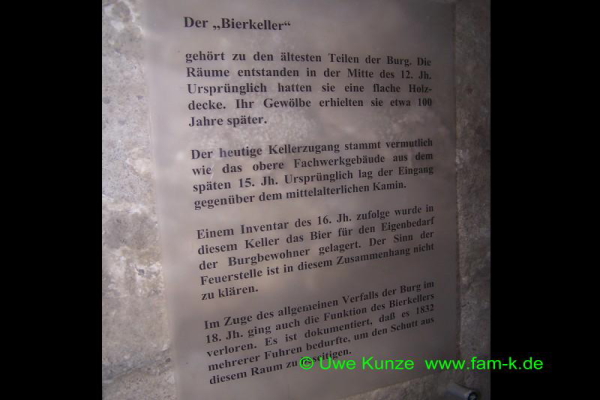 Der „Bierkeller“
gehört zu den ältesten Teilen der Burg. Die
Räume entstanden in der Mitte des 12. Jh.
Ursprünglich hatten sie eine flache Holz-
decke. Ihr Gewölbe erhielten sie etwa 100
Jahre später.
Der heutige Kellerzugang stammt vermutlich
wie das obere Fachwerkgebäude aus dem
späten 15. Jh. Ursprünglich lag der Eingang
gegenüber dem mittelalterlichen Kamin.
Einem Inventar des 16. Jh. zufolge wurde in
diesem Keller das Bier für den Eigenbedarf
der Burgbewohner gelagert. Der Sinn der
Feuerstelle ist in diesem Zusammenhang nicht
zu klären.
Im Zuge des allgemeinen Verfalls der Burg im
18. Jh. ging auch die Funktion des Bierkellers
verloren. Es ist dokumentiert, daß es 1832
mehrerer Fuhren bedurfte, um den Schutt aus
diesem Raum zu beseitigen.
© Uwe Kunze www.fam-k.de